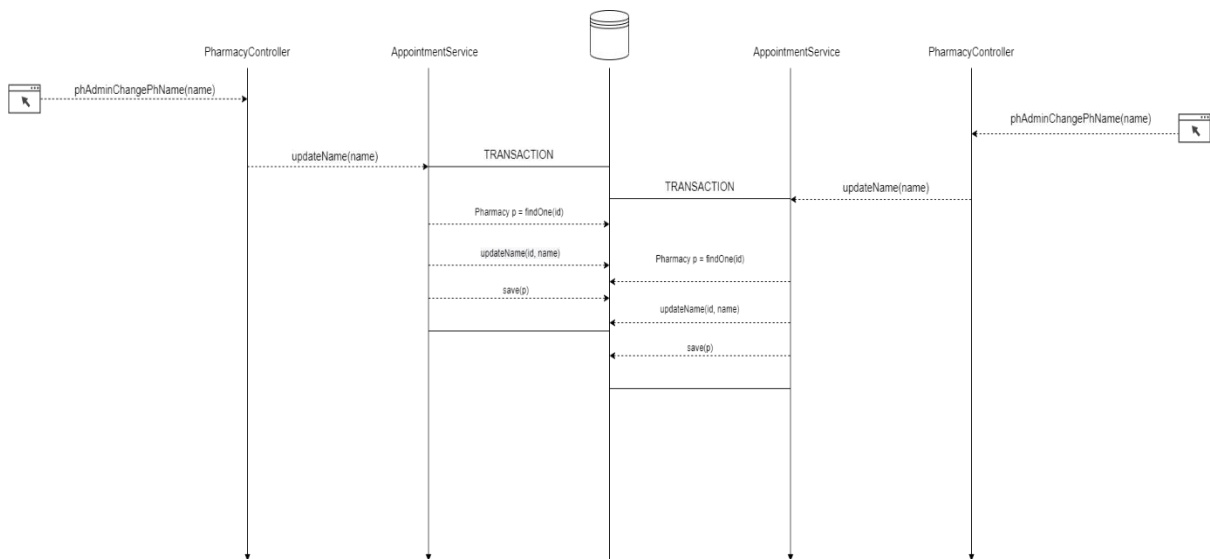 PharmacyController
AppointmentService
AppointmentService
PharmacyController
phAdminChangePhName(name)
phAdminChangePhName(name)
updateName(name)
TRANSACTION
TRANSACTION
updateName(name)
Pharmacy p = findOne(id)
updateName(id, name)
Pharmacy p = findOne(id)
save(p)
updateName(id, name)
save(p)